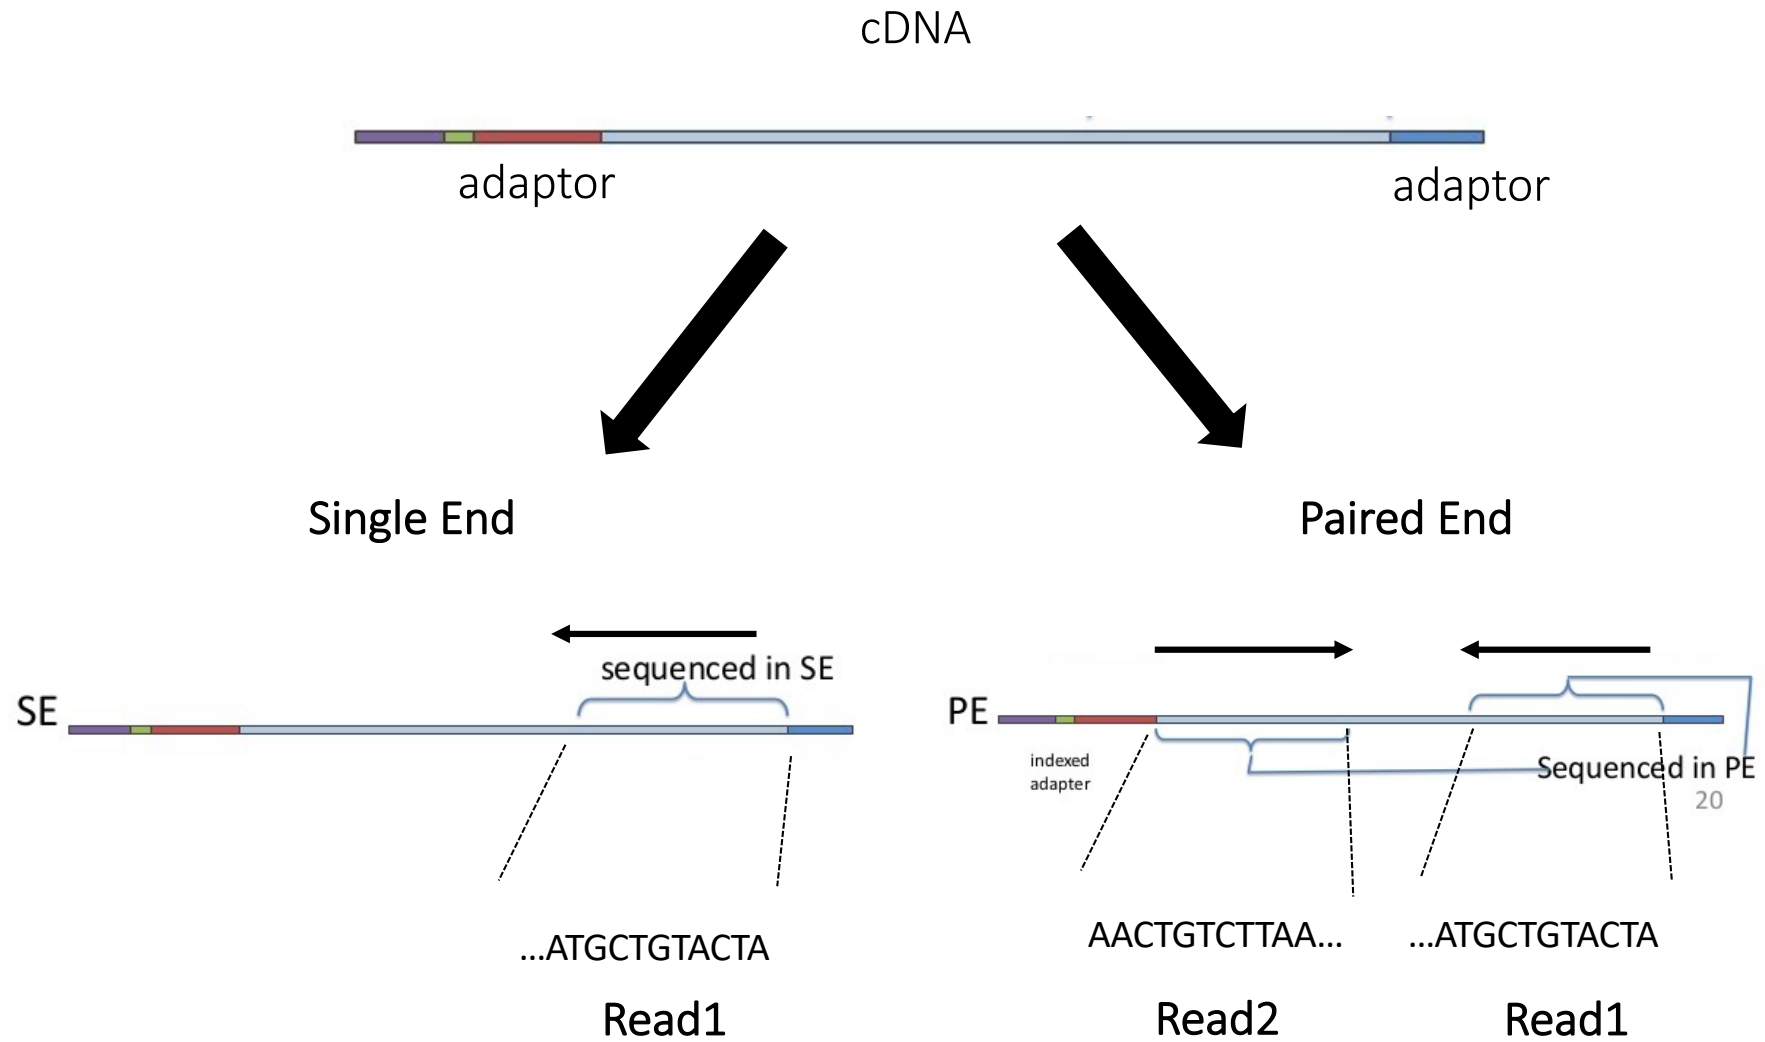 cDNA
adaptor
adaptor
Single End
Paired End
sequenced in SE
SE
PE
indexed
adapter
Sequenced in PE
20
...ATGCTGTACTA
AACTGTCTTAA...
...ATGCTGTACTA
Read1
Read2
Read1